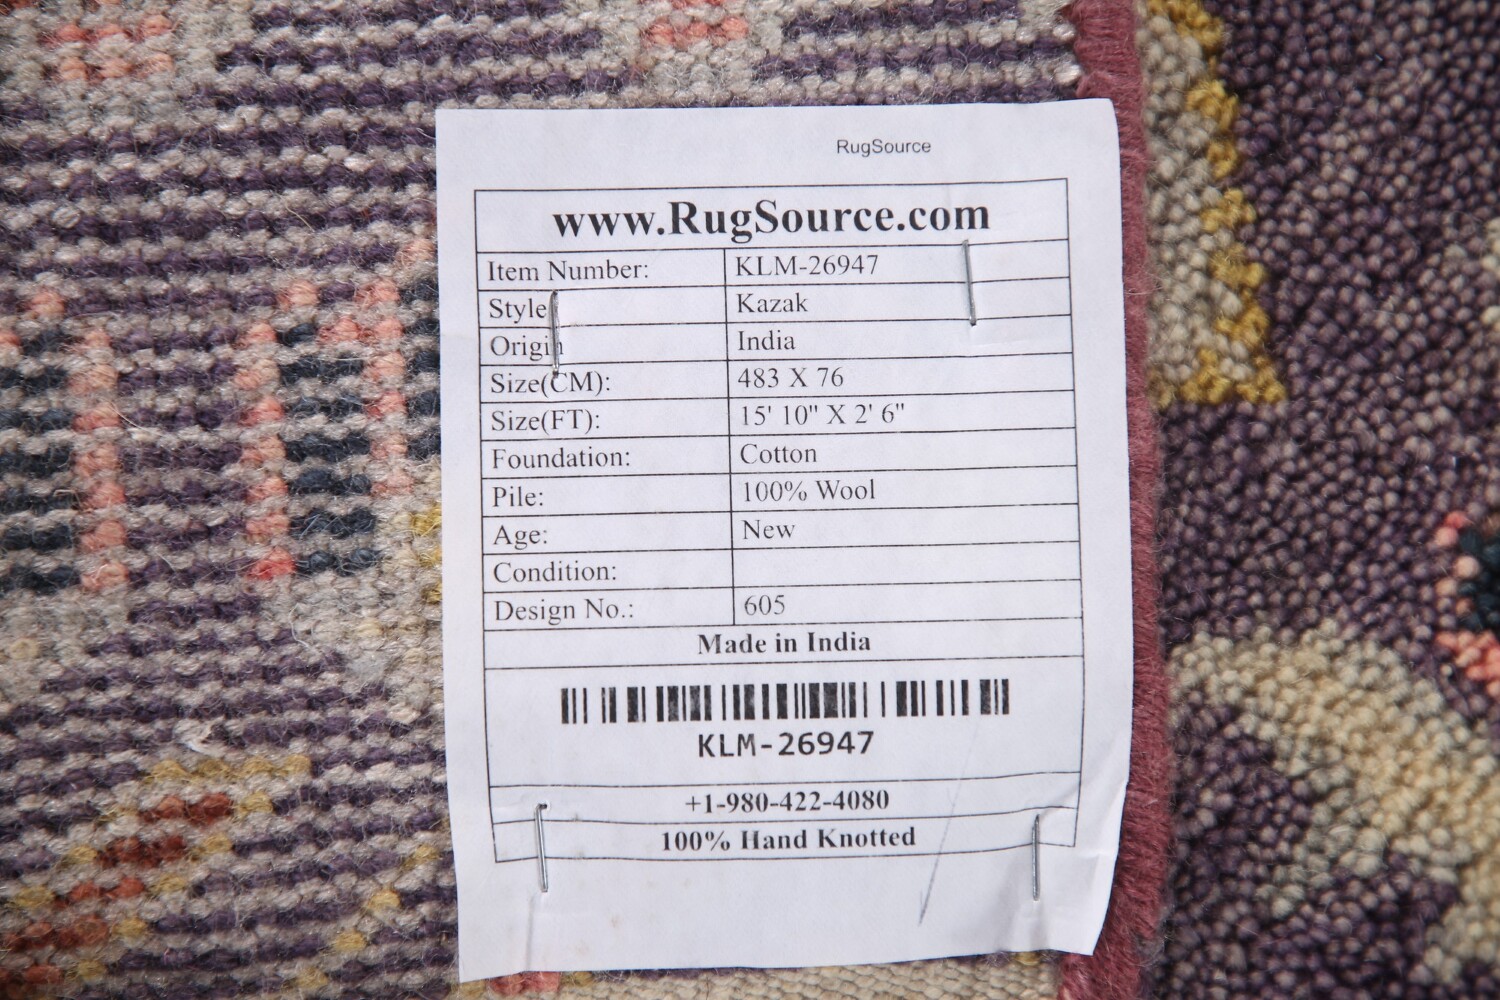 RugSource
www.RugSource.com
Item Number: KLM-26947
Style Kazak
Origin India
Size(CM): 483 X 76
Size(FT): 15' 10" X 2' 6"
Foundation: Cotton
Pile: 100% Wool
Age: New
Condition:
Design No.: 605
Made in India
KLM-26947
+1-980-422-4080
100% Hand Knotted